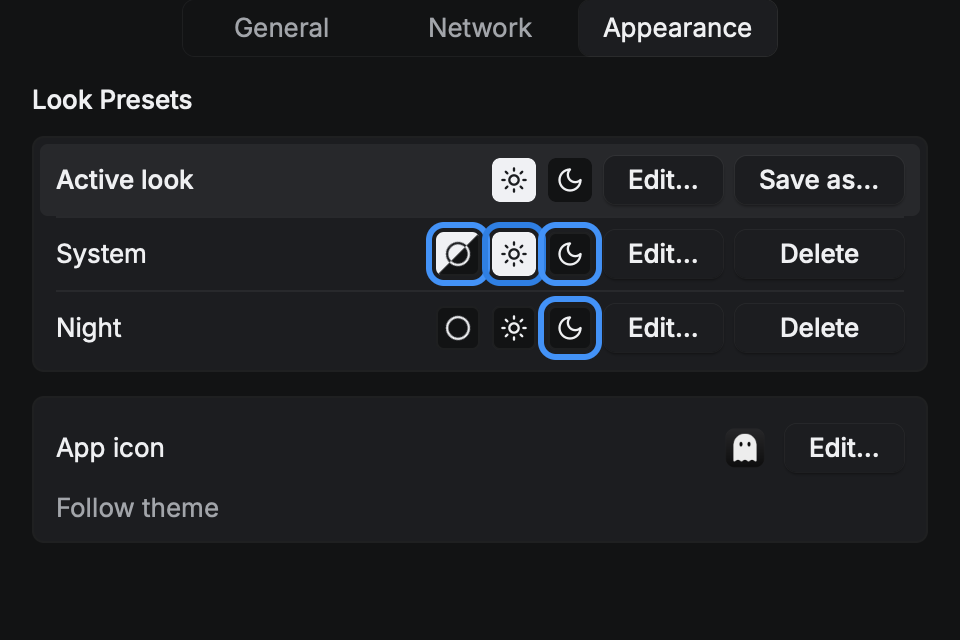 General Network Appearance
Look Presets
Active look Edit... Save as...
System Edit... Delete
Night Edit... Delete
App icon Edit...
Follow theme